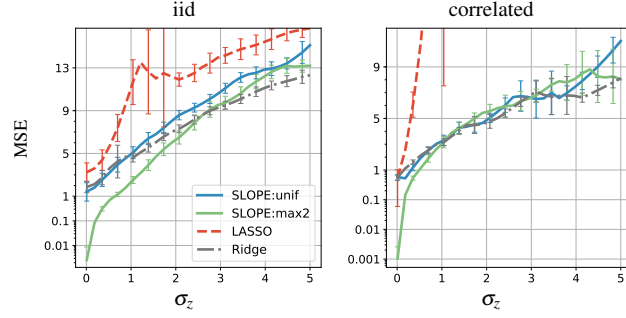 iid
correlated
MSE
13
9
5
1
0.1
0.01
SLOPE:unif
SLOPE:max2
LASSO
Ridge
0 1 2 3 4 5
σz
9
5
1
0.1
0.01
0.001
0 1 2 3 4 5
σz